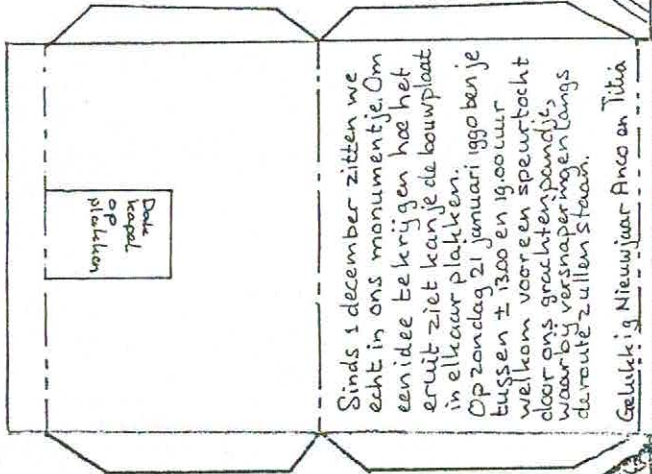 Sinds 1 december zitten we
echt in ons monumentje. Om
een idee te krijgen hoe het
eruit ziet kan je de bouwplaat
in elkaar plakken.
Op zondag 21 januari 1990 ben je
tussen ± 13.00 en 19.00 uur
welkom voor een speurtocht
door ons grachtenpandje,
waarby versnaperingen langs
de route zullen staan.
Gelukkig Nieuwjaar Anco en Titia
op
plakken